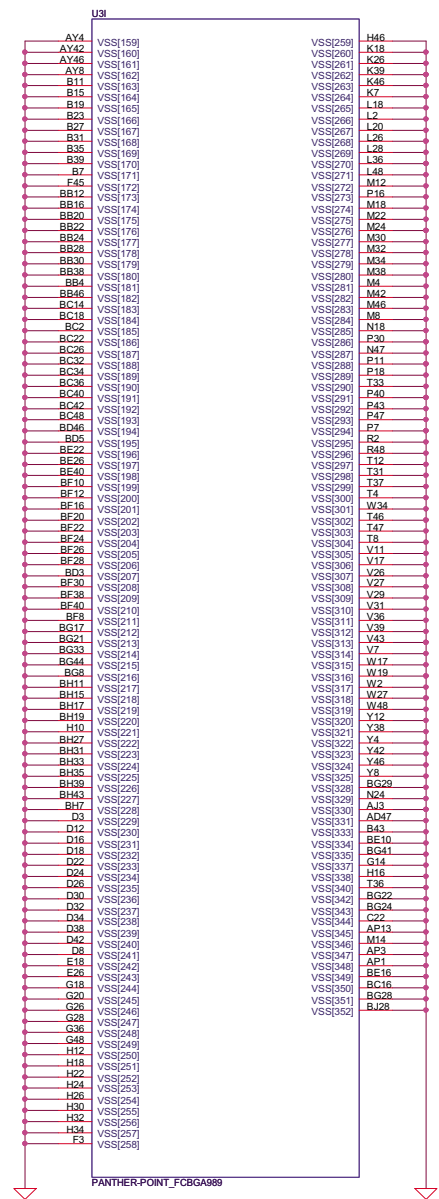 U3I
AY4 VSS[159]
AY42 VSS[160]
AY46 VSS[161]
AY8 VSS[162]
B11 VSS[163]
B15 VSS[164]
B19 VSS[165]
B23 VSS[166]
B27 VSS[167]
B31 VSS[168]
B35 VSS[169]
B39 VSS[170]
B7 VSS[171]
F45 VSS[172]
BB12 VSS[173]
BB16 VSS[174]
BB20 VSS[175]
BB22 VSS[176]
BB24 VSS[177]
BB28 VSS[178]
BB30 VSS[179]
BB38 VSS[180]
BB4 VSS[181]
BB46 VSS[182]
BC14 VSS[183]
BC18 VSS[184]
BC2 VSS[185]
BC22 VSS[186]
BC26 VSS[187]
BC32 VSS[188]
BC34 VSS[189]
BC36 VSS[190]
BC40 VSS[191]
BC42 VSS[192]
BC48 VSS[193]
BD46 VSS[194]
BD5 VSS[195]
BE22 VSS[196]
BE26 VSS[197]
BE40 VSS[198]
BF10 VSS[199]
BF12 VSS[200]
BF16 VSS[201]
BF20 VSS[202]
BF22 VSS[203]
BF24 VSS[204]
BF26 VSS[205]
BF28 VSS[206]
BD3 VSS[207]
BF30 VSS[208]
BF38 VSS[209]
BF40 VSS[210]
BF8 VSS[211]
BG17 VSS[212]
BG21 VSS[213]
BG33 VSS[214]
BG44 VSS[215]
BG8 VSS[216]
BH11 VSS[217]
BH15 VSS[218]
BH17 VSS[219]
BH19 VSS[220]
H10 VSS[221]
BH27 VSS[222]
BH31 VSS[223]
BH33 VSS[224]
BH35 VSS[225]
BH39 VSS[226]
BH43 VSS[227]
BH7 VSS[228]
D3 VSS[229]
D12 VSS[230]
D16 VSS[231]
D18 VSS[232]
D22 VSS[233]
D24 VSS[234]
D26 VSS[235]
D30 VSS[236]
D32 VSS[237]
D34 VSS[238]
D38 VSS[239]
D42 VSS[240]
D8 VSS[241]
E18 VSS[242]
E26 VSS[243]
G18 VSS[244]
G20 VSS[245]
G26 VSS[246]
G28 VSS[247]
G36 VSS[248]
G48 VSS[249]
H12 VSS[250]
H18 VSS[251]
H22 VSS[252]
H24 VSS[253]
H26 VSS[254]
H30 VSS[255]
H32 VSS[256]
H34 VSS[257]
F3 VSS[258]
VSS[259] H46
VSS[260] K18
VSS[261] K26
VSS[262] K39
VSS[263] K46
VSS[264] K7
VSS[265] L18
VSS[266] L2
VSS[267] L20
VSS[268] L26
VSS[269] L28
VSS[270] L36
VSS[271] L48
VSS[272] M12
VSS[273] P16
VSS[274] M18
VSS[275] M22
VSS[276] M24
VSS[277] M30
VSS[278] M32
VSS[279] M34
VSS[280] M38
VSS[281] M4
VSS[282] M42
VSS[283] M46
VSS[284] M8
VSS[285] N18
VSS[286] P30
VSS[287] N47
VSS[288] P11
VSS[289] P18
VSS[290] T33
VSS[291] P40
VSS[292] P43
VSS[293] P47
VSS[294] P7
VSS[295] R2
VSS[296] R48
VSS[297] T12
VSS[298] T31
VSS[299] T37
VSS[300] T4
VSS[301] W34
VSS[302] T46
VSS[303] T47
VSS[304] T8
VSS[305] V11
VSS[306] V17
VSS[307] V26
VSS[308] V27
VSS[309] V29
VSS[310] V31
VSS[311] V36
VSS[312] V39
VSS[313] V43
VSS[314] V7
VSS[315] W17
VSS[316] W19
VSS[317] W2
VSS[318] W27
VSS[319] W48
VSS[320] Y12
VSS[321] Y38
VSS[322] Y4
VSS[323] Y42
VSS[324] Y46
VSS[325] Y8
VSS[328] BG29
VSS[329] N24
VSS[330] AJ3
VSS[331] AD47
VSS[333] B43
VSS[334] BE10
VSS[335] BG41
VSS[337] G14
VSS[338] H16
VSS[340] T36
VSS[342] BG22
VSS[343] BG24
VSS[344] C22
VSS[345] AP13
VSS[346] M14
VSS[347] AP3
VSS[348] AP1
VSS[349] BE16
VSS[350] BC16
VSS[351] BG28
VSS[352] BJ28
PANTHER-POINT_FCBGA989